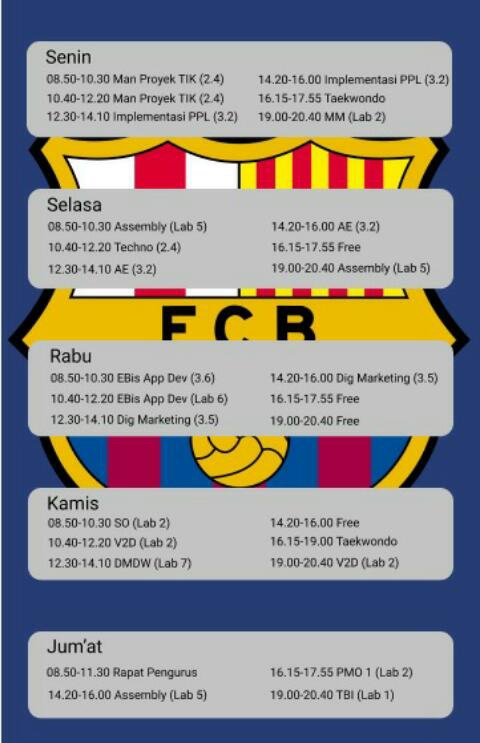 Senin
08.50-10.30 Man Proyek TIK (2.4)
10.40-12.20 Man Proyek TIK (2.4)
12.30-14.10 Implementasi PPL (3.2)
14.20-16.00 Implementasi PPL (3.2)
16.15-17.55 Taekwondo
19.00-20.40 MM (Lab 2)
Selasa
08.50-10.30 Assembly (Lab 5)
10.40-12.20 Techno (2.4)
12.30-14.10 AE (3.2)
14.20-16.00 AE (3.2)
16.15-17.55 Free
19.00-20.40 Assembly (Lab 5)
FCB
Rabu
08.50-10.30 EBis App Dev (3.6)
10.40-12.20 EBis App Dev (Lab 6)
12.30-14.10 Dig Marketing (3.5)
14.20-16.00 Dig Marketing (3.5)
16.15-17.55 Free
19.00-20.40 Free
Kamis
08.50-10.30 SO (Lab 2)
10.40-12.20 V2D (Lab 2)
12.30-14.10 DMDW (Lab 7)
14.20-16.00 Free
16.15-19.00 Taekwondo
19.00-20.40 V2D (Lab 2)
Jum'at
08.50-11.30 Rapat Pengurus
14.20-16.00 Assembly (Lab 5)
16.15-17.55 PMO 1 (Lab 2)
19.00-20.40 TBI (Lab 1)